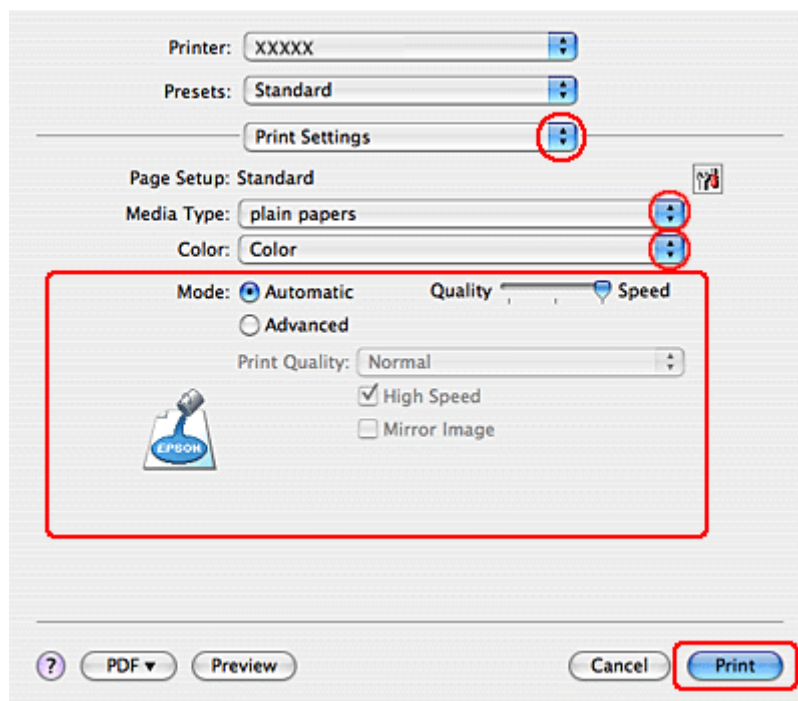 Printer: XXXXX
Presets: Standard
Print Settings
Page Setup: Standard
Media Type: plain papers
Color: Color
Mode: Automatic Quality Speed
Advanced
Print Quality: Normal
High Speed
Mirror Image
EPSON
? PDF Preview Cancel Print